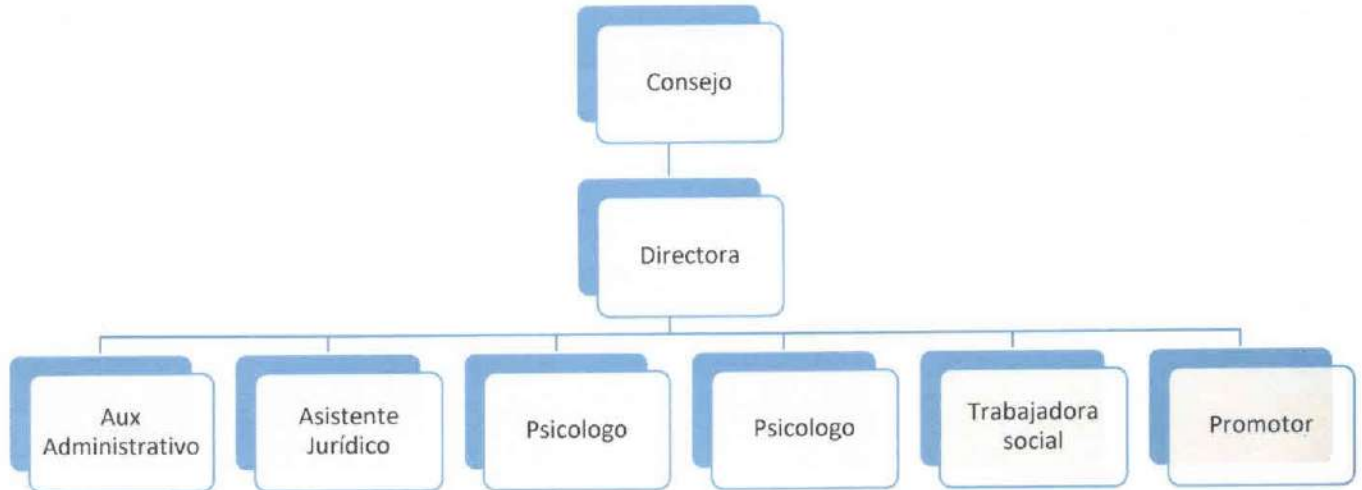 Consejo
Directora
Aux
Administrativo
Asistente
Jurídico
Psicologo
Psicologo
Trabajadora
social
Promotor